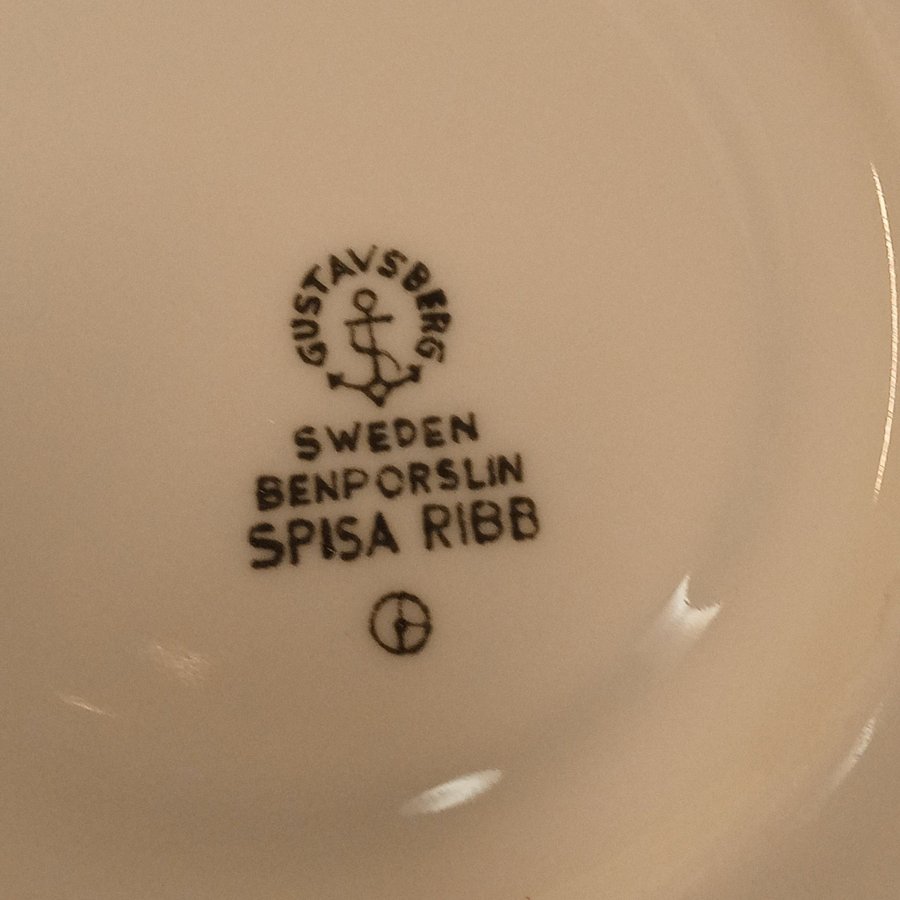 GUSTAVSBERG
SWEDEN
BENPORSLIN
SPISA RIBB